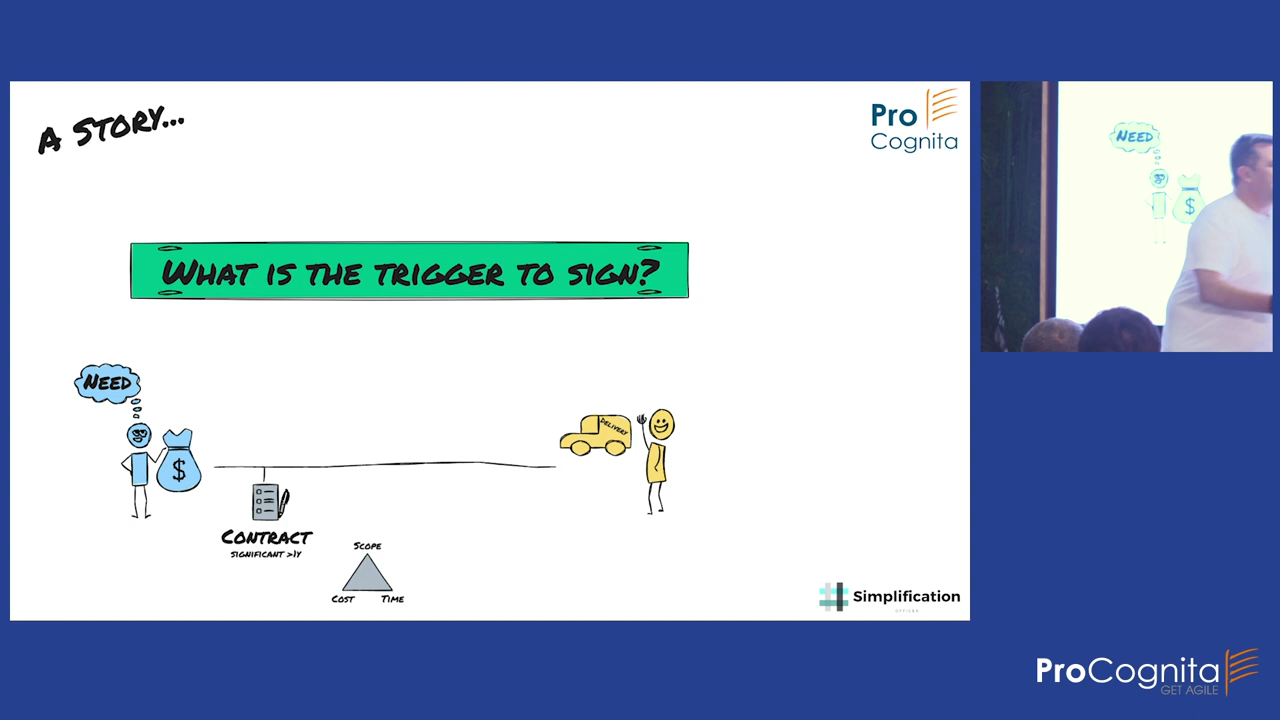 A STORY...
Pro
Cognita
WHAT IS THE TRIGGER TO SIGN?
NEED
$
DELIVERY
CONTRACT
SIGNIFICANT >1Y
SCOPE
COST
TIME
Simplification
OFFICER
NEED
$
ProCognita
GET AGILE